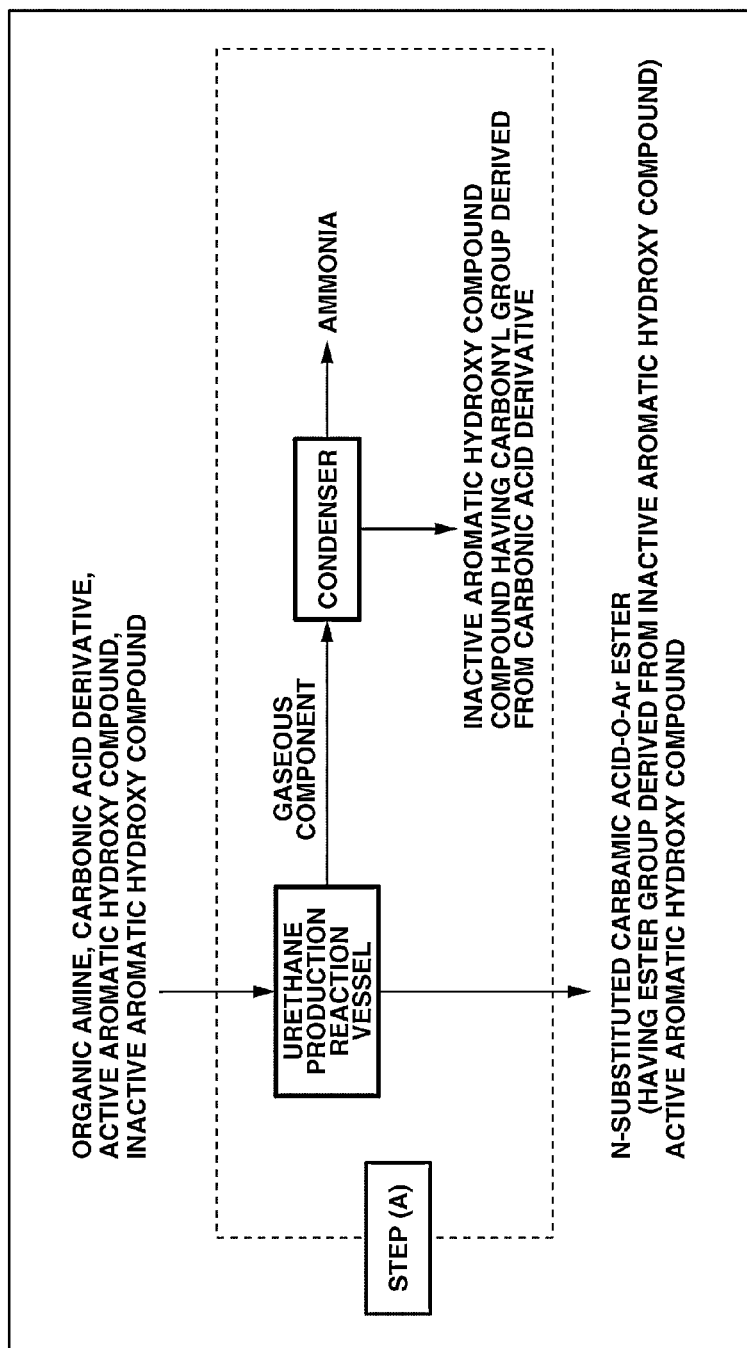 ORGANIC AMINE, CARBONIC ACID DERIVATIVE,
ACTIVE AROMATIC HYDROXY COMPOUND,
INACTIVE AROMATIC HYDROXY COMPOUND
STEP (A)
URETHANE
PRODUCTION
REACTION
VESSEL
GASEOUS
COMPONENT
CONDENSER
AMMONIA
INACTIVE AROMATIC HYDROXY COMPOUND
COMPOUND HAVING CARBONYL GROUP DERIVED
FROM CARBONIC ACID DERIVATIVE
N-SUBSTITUTED CARBAMIC ACID-O-Ar ESTER
(HAVING ESTER GROUP DERIVED FROM INACTIVE AROMATIC HYDROXY COMPOUND)
ACTIVE AROMATIC HYDROXY COMPOUND